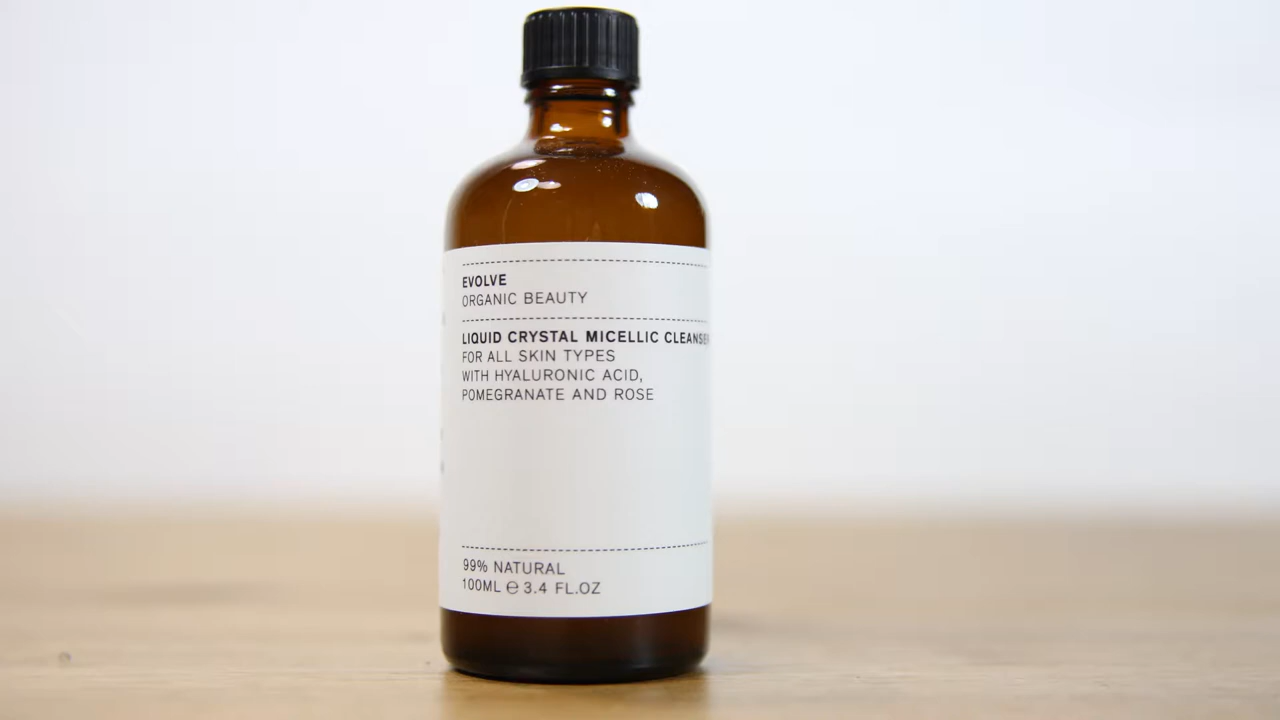 EVOLVE
ORGANIC BEAUTY
LIQUID CRYSTAL MICELLIC CLEANSER
FOR ALL SKIN TYPES
WITH HYALURONIC ACID,
POMEGRANATE AND ROSE
99% NATURAL
100ML ℮ 3.4 FL.OZ